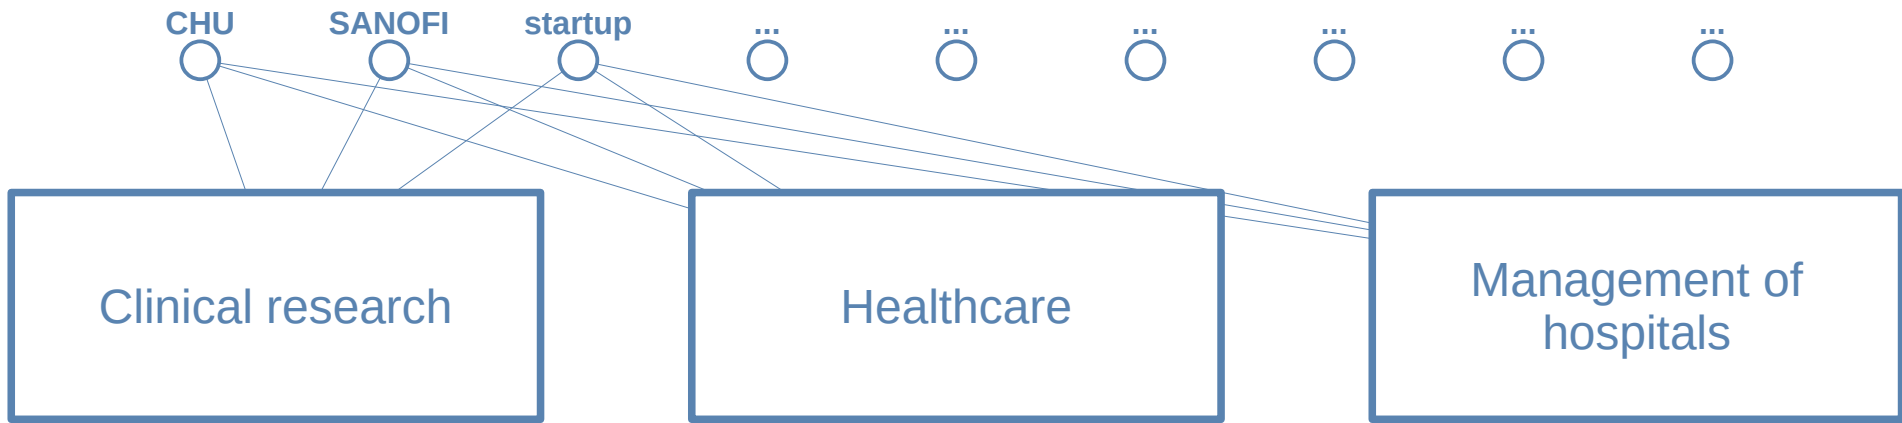 CHU SANOFI startup ... ... ... ... ... ...
Clinical research
Healthcare
Management of
hospitals